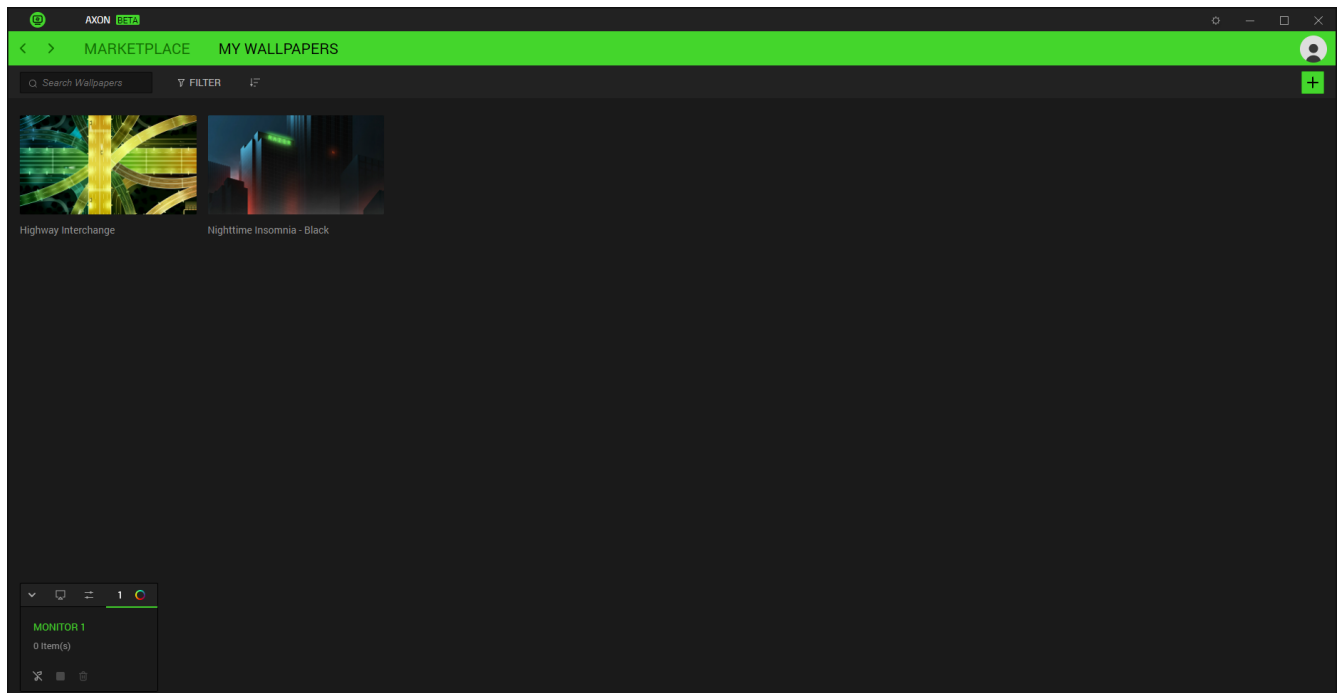 AXON BETA
MARKETPLACE MY WALLPAPERS
Search Wallpapers FILTER
Highway Interchange Nighttime Insomnia - Black
1
MONITOR 1
0 Item(s)